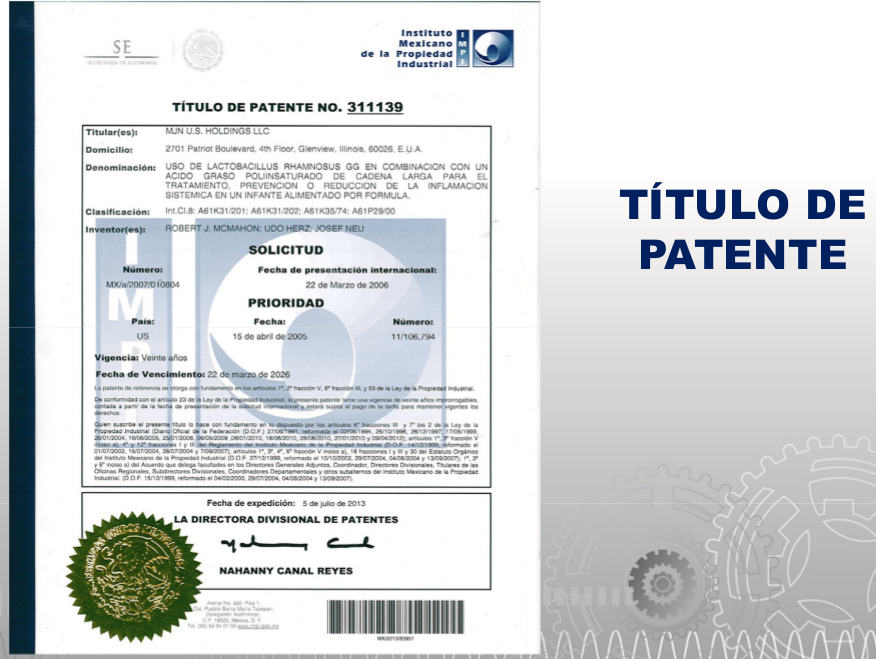 SE
SECRETARÍA DE ECONOMÍA
Instituto
Mexicano
de la Propiedad
Industrial
IMPI
TÍTULO DE PATENTE NO. 311139
Titular(es): MJN U.S. HOLDINGS LLC
Domicilio: 2701 Patriot Boulevard, 4th Floor, Glenview, Illinois, 60026, E.U.A.
Denominación: USO DE LACTOBACILLUS RHAMNOSUS GG EN COMBINACION CON UN
ACIDO GRASO POLIINSATURADO DE CADENA LARGA PARA EL
TRATAMIENTO, PREVENCION O REDUCCION DE LA INFLAMACION
SISTEMICA EN UN INFANTE ALIMENTADO POR FORMULA.
Clasificación: Int.Cl.8: A61K31/201; A61K31/202; A61K35/74; A61P29/00
Inventor(es): ROBERT J. MCMAHON; UDO HERZ; JOSEF NEU
SOLICITUD
Número: Fecha de presentación internacional:
MX/a/2007/010804 22 de Marzo de 2006
PRIORIDAD
País: Fecha: Número:
US 15 de abril de 2005 11/106,794
Vigencia: Veinte años
Fecha de Vencimiento: 22 de marzo de 2026
La patente de referencia se otorga con fundamento en los artículos 1º, 2º fracción V, 6º fracción III, y 59 de la Ley de la Propiedad Industrial.
De conformidad con el artículo 23 de la Ley de la Propiedad Industrial, la presente patente tiene una vigencia de veinte años improrrogables,
contada a partir de la fecha de presentación de la solicitud internacional y estará sujeta al pago de la tarifa para mantener vigentes los
derechos.
Quien suscribe el presente título lo hace con fundamento en lo dispuesto por los artículos 6º fracciones III y 7º bis 2 de la Ley de la
Propiedad Industrial (Diario Oficial de la Federación (D.O.F.) 27/06/1991, reformada el 02/08/1994, 25/10/1996, 26/12/1997, 17/05/1999,
26/01/2004, 16/06/2005, 25/01/2006, 06/05/2009, 06/01/2010, 18/06/2010, 28/06/2010, 27/01/2010 y 09/04/2012); artículos 1º, 3º fracción V
inciso a), 4º y 12º fracciones I y III del Reglamento del Instituto Mexicano de la Propiedad Industrial (D.O.F. 14/12/1999, reformado el
01/07/2002, 15/07/2004, 28/07/2004 y 7/09/2007); artículos 1º, 3º, 4º, 5º fracción V inciso a), 16 fracciones I y III y 30 del Estatuto Orgánico
del Instituto Mexicano de la Propiedad Industrial (D.O.F. 27/12/1999, reformado el 10/10/2002, 29/07/2004, 04/08/2004 y 13/09/2007); 1º, 3º
y 5º inciso a) del Acuerdo que delega facultades en los Directores Generales Adjuntos, Coordinador, Directores Divisionales, Titulares de las
Oficinas Regionales, Subdirectores Divisionales, Coordinadores Departamentales y otros subalternos del Instituto Mexicano de la Propiedad
Industrial. (D.O.F. 15/12/1999, reformado el 04/02/2000, 29/07/2004, 04/08/2004 y 13/09/2007).
Fecha de expedición: 5 de julio de 2013
LA DIRECTORA DIVISIONAL DE PATENTES
NAHANNY CANAL REYES
Arenal No. 550, Piso 1,
Col. Pueblo Santa María Tepepan,
Delegación Xochimilco,
C.P. 16020, México, D. F.
Tel. (55) 53 34 07 00 www.impi.gob.mx
MX/2013/63951
TÍTULO DE
PATENTE